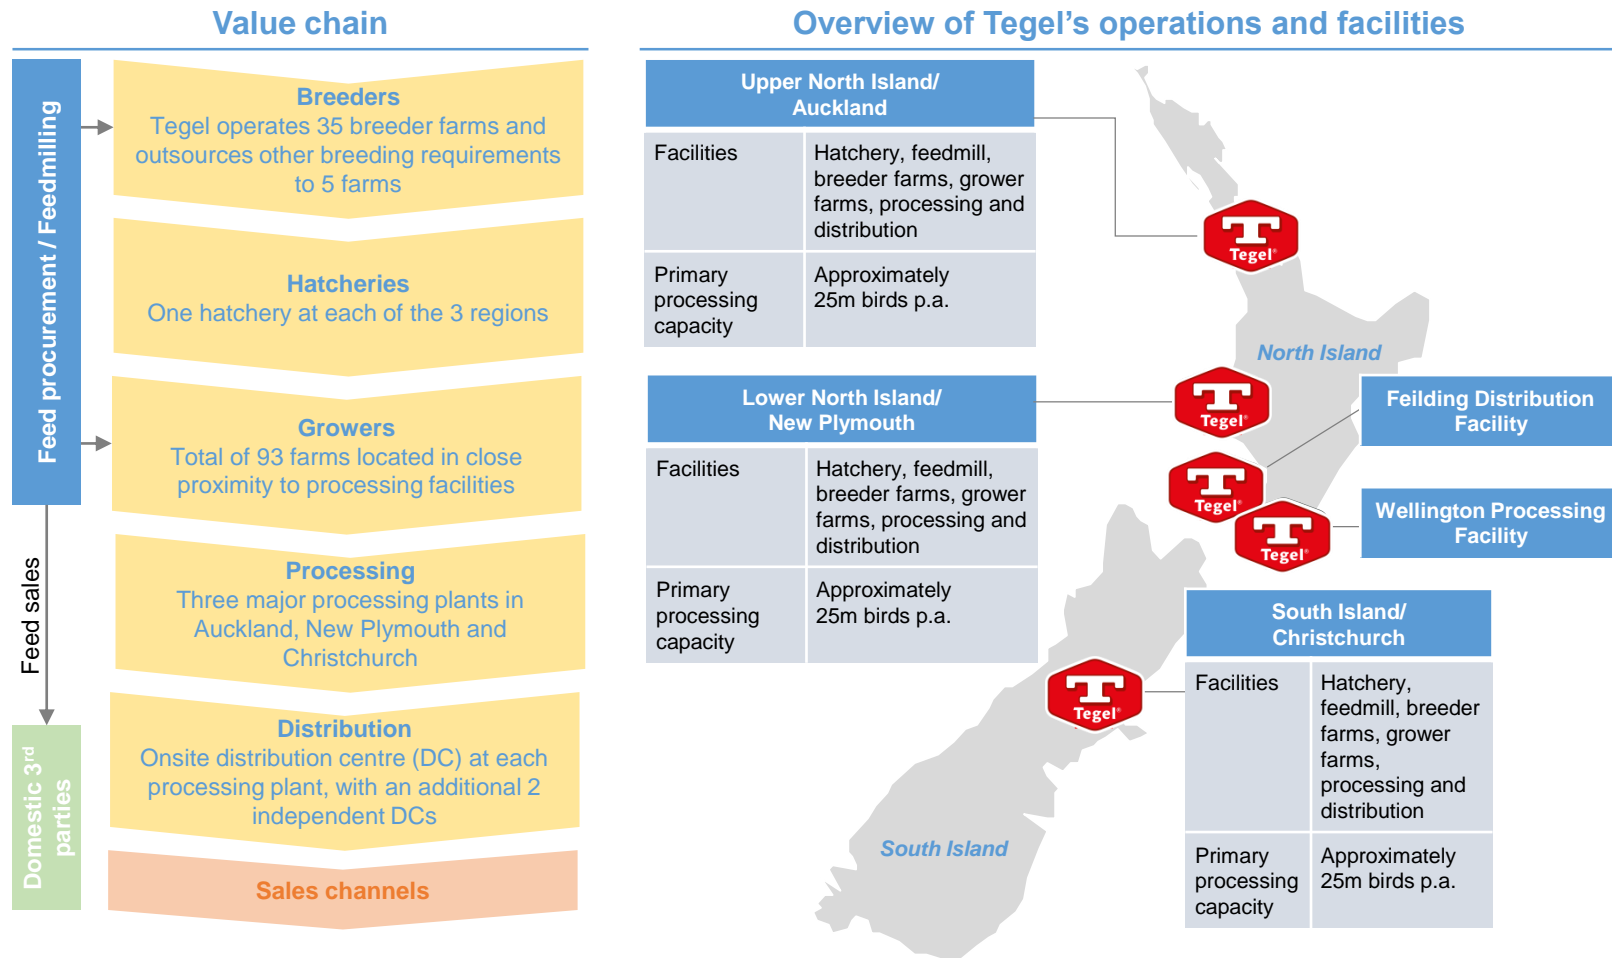 Value chain
Feed procurement / Feedmilling
Feed sales
Domestic 3rd
parties
Breeders
Tegel operates 35 breeder farms and
outsources other breeding requirements
to 5 farms
Hatcheries
One hatchery at each of the 3 regions
Growers
Total of 93 farms located in close
proximity to processing facilities
Processing
Three major processing plants in
Auckland, New Plymouth and
Christchurch
Distribution
Onsite distribution centre (DC) at each
processing plant, with an additional 2
independent DCs
Sales channels
Overview of Tegel’s operations and facilities
Upper North Island/
Auckland
Facilities
Hatchery, feedmill,
breeder farms, grower
farms, processing and
distribution
Primary
processing
capacity
Approximately
25m birds p.a.
Lower North Island/
New Plymouth
Facilities
Hatchery, feedmill,
breeder farms, grower
farms, processing and
distribution
Primary
processing
capacity
Approximately
25m birds p.a.
Tegel®
North Island
Tegel®
Feilding Distribution
Facility
Tegel®
Wellington Processing
Facility
Tegel®
South Island/
Christchurch
Facilities
Hatchery,
feedmill, breeder
farms, grower
farms,
processing and
distribution
Primary
processing
capacity
Approximately
25m birds p.a.
Tegel®
South Island